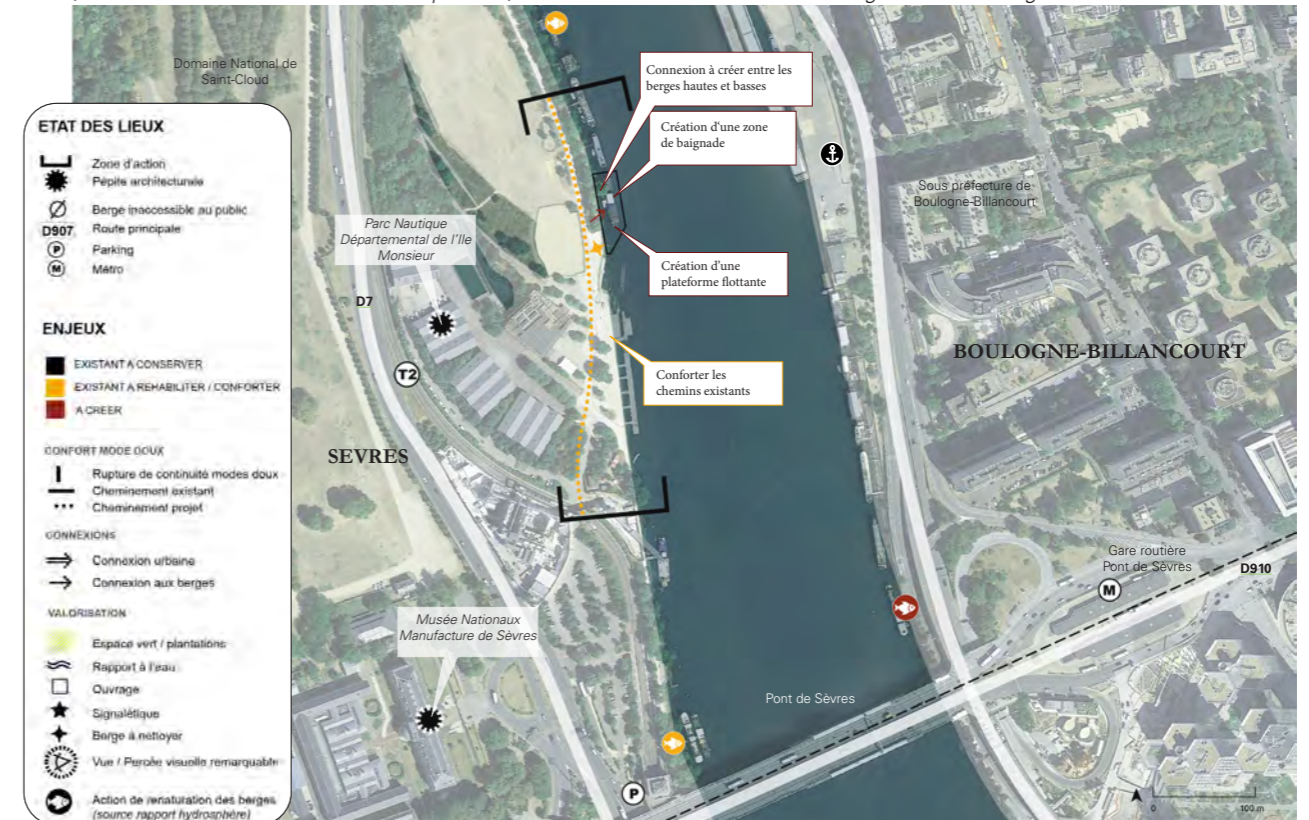 Domaine National de
Saint-Cloud
ETAT DES LIEUX
Zone d'action
Pépite architecturale
Berge inaccessible au public
D907 Route principale
P Parking
M Métro
ENJEUX
EXISTANT A CONSERVER
EXISTANT A REHABILITER / CONFORTER
A CREER
CONFORT MODE DOUX
Rupture de continuité modes doux
Cheminement existant
Cheminement projet
CONNEXIONS
Connexion urbaine
Connexion aux berges
VALORISATION
Espace vert / plantations
Rapport à l'eau
Ouvrage
Signalétique
Berge à nettoyer
Vue / Percée visuelle remarquable
Action de renaturation des berges
(source rapport hydrosphère)
Connexion à créer entre les
berges hautes et basses
Création d'une zone
de baignade
Création d'une
plateforme flottante
Conforter les
chemins existants
Parc Nautique
Départemental de l'Ile
Monsieur
D7
T2
SEVRES
Musée Nationaux
Manufacture de Sèvres
P
Pont de Sèvres
Sous préfecture de
Boulogne-Billancourt
BOULOGNE-BILLANCOURT
Gare routière
Pont de Sèvres
M
D910
0 100 m